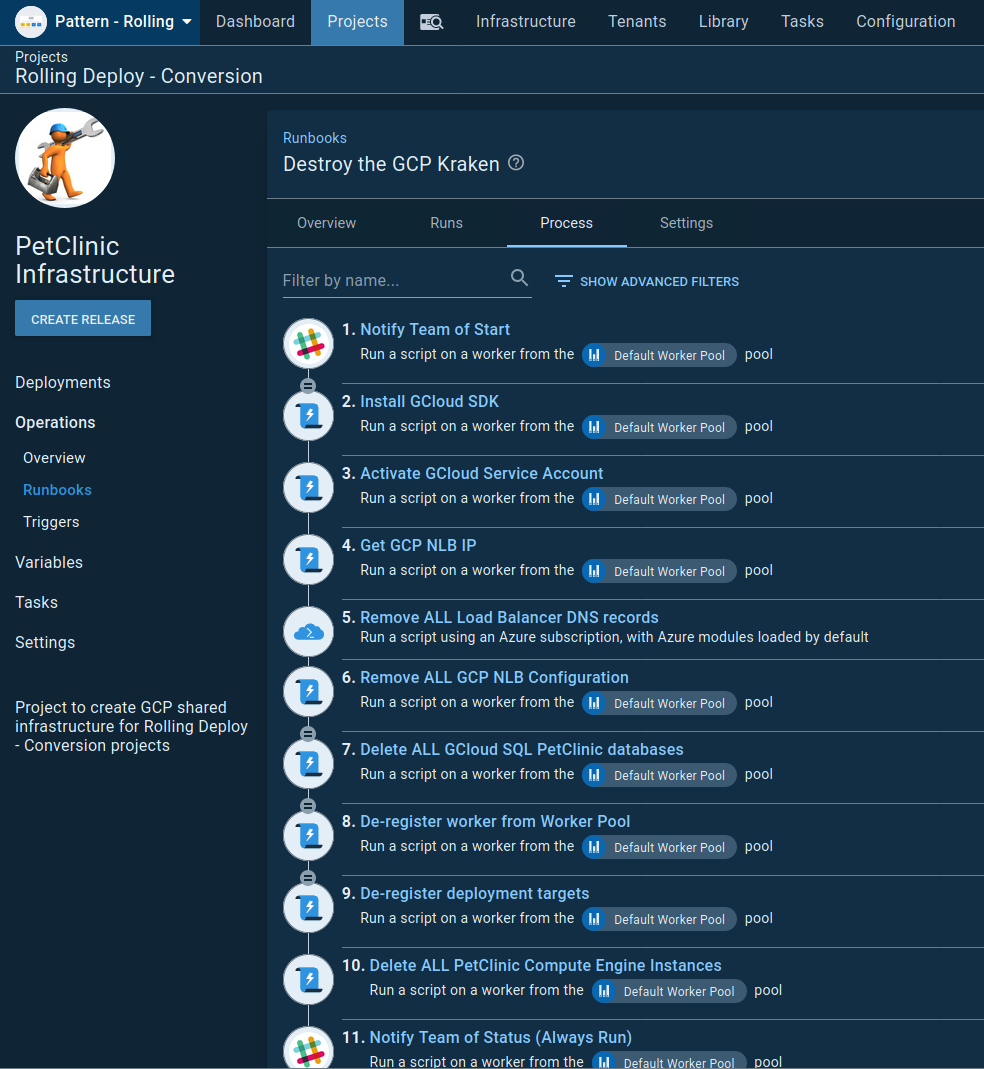 Pattern - Rolling
Dashboard
Projects
Infrastructure
Tenants
Library
Tasks
Configuration
Projects
Rolling Deploy - Conversion
PetClinic
Infrastructure
CREATE RELEASE
Deployments
Operations
Overview
Runbooks
Triggers
Variables
Tasks
Settings
Project to create GCP shared
infrastructure for Rolling Deploy
- Conversion projects
Runbooks
Destroy the GCP Kraken ?
Overview
Runs
Process
Settings
Filter by name...
SHOW ADVANCED FILTERS
1. Notify Team of Start
Run a script on a worker from the Default Worker Pool pool
2. Install GCloud SDK
Run a script on a worker from the Default Worker Pool pool
3. Activate GCloud Service Account
Run a script on a worker from the Default Worker Pool pool
4. Get GCP NLB IP
Run a script on a worker from the Default Worker Pool pool
5. Remove ALL Load Balancer DNS records
Run a script using an Azure subscription, with Azure modules loaded by default
6. Remove ALL GCP NLB Configuration
Run a script on a worker from the Default Worker Pool pool
7. Delete ALL GCloud SQL PetClinic databases
Run a script on a worker from the Default Worker Pool pool
8. De-register worker from Worker Pool
Run a script on a worker from the Default Worker Pool pool
9. De-register deployment targets
Run a script on a worker from the Default Worker Pool pool
10. Delete ALL PetClinic Compute Engine Instances
Run a script on a worker from the Default Worker Pool pool
11. Notify Team of Status (Always Run)
Run a script on a worker from the Default Worker Pool pool